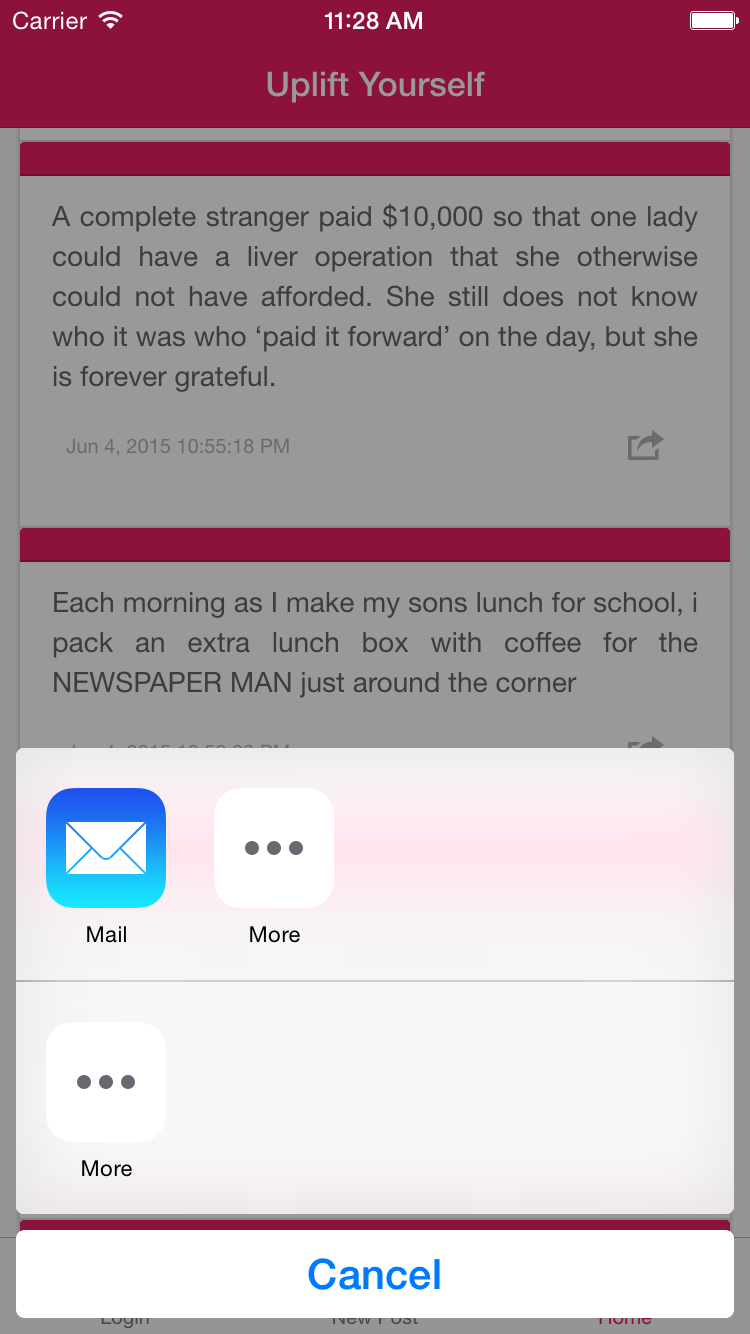 Carrier 11:28 AM
Uplift Yourself
A complete stranger paid $10,000 so that one lady
could have a liver operation that she otherwise
could not have afforded. She still does not know
who it was who ‘paid it forward’ on the day, but she
is forever grateful.
Jun 4, 2015 10:55:18 PM
Each morning as I make my sons lunch for school, i
pack an extra lunch box with coffee for the
NEWSPAPER MAN just around the corner
Mail More
More
Cancel
Login New Post Home